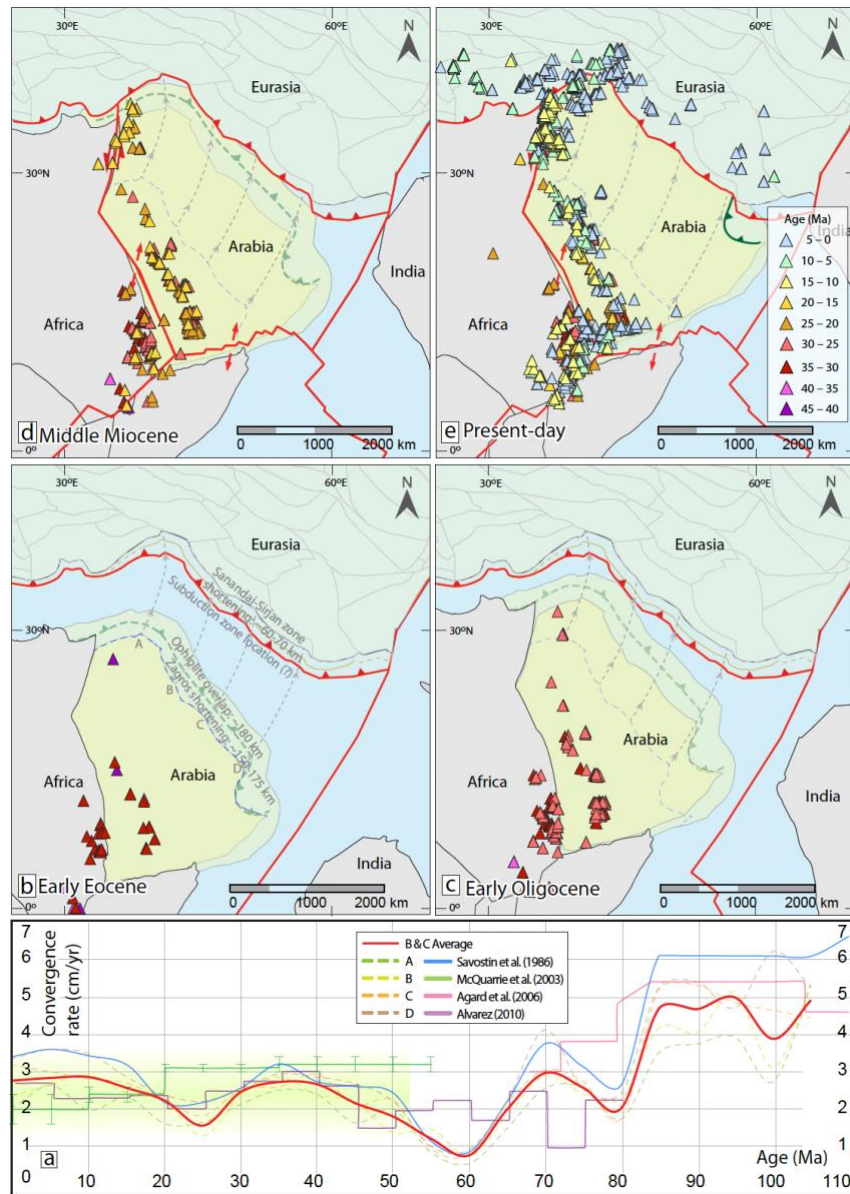 30ºE
60ºE
N
Eurasia
30ºN
Arabia
India
Africa
d Middle Miocene
0 1000 2000 km
0º
30ºE
60ºE
N
Eurasia
30ºN
Arabia
Africa
Age (Ma)
5 – 0
10 – 5
15 – 10
20 – 15
25 – 20
30 – 25
35 – 30
40 – 35
45 – 40
India
e Present-day
0 1000 2000 km
0º
30ºE
60ºE
N
Eurasia
Sanandaj-Sirjan zone
shortening: ~60-70 km
Subduction zone location (?)
30ºN
Ophiolite overlap: ~180 km
Zagros shortening: ~150-175 km
A
B
C
D
Africa
Arabia
India
b Early Eocene
0 1000 2000 km
0º
30ºE
60ºE
N
Eurasia
30ºN
Arabia
Africa
India
c Early Oligocene
0 1000 2000 km
0º
7
6
5
4
3
2
1
0
Convergence
rate (cm/yr)
B & C Average
A
B
C
D
Savostin et al. (1986)
McQuarrie et al. (2003)
Agard et al. (2006)
Alvarez (2010)
7
6
5
4
3
2
1
a
Age (Ma)
10 20 30 40 50 60 70 80 90 100 110